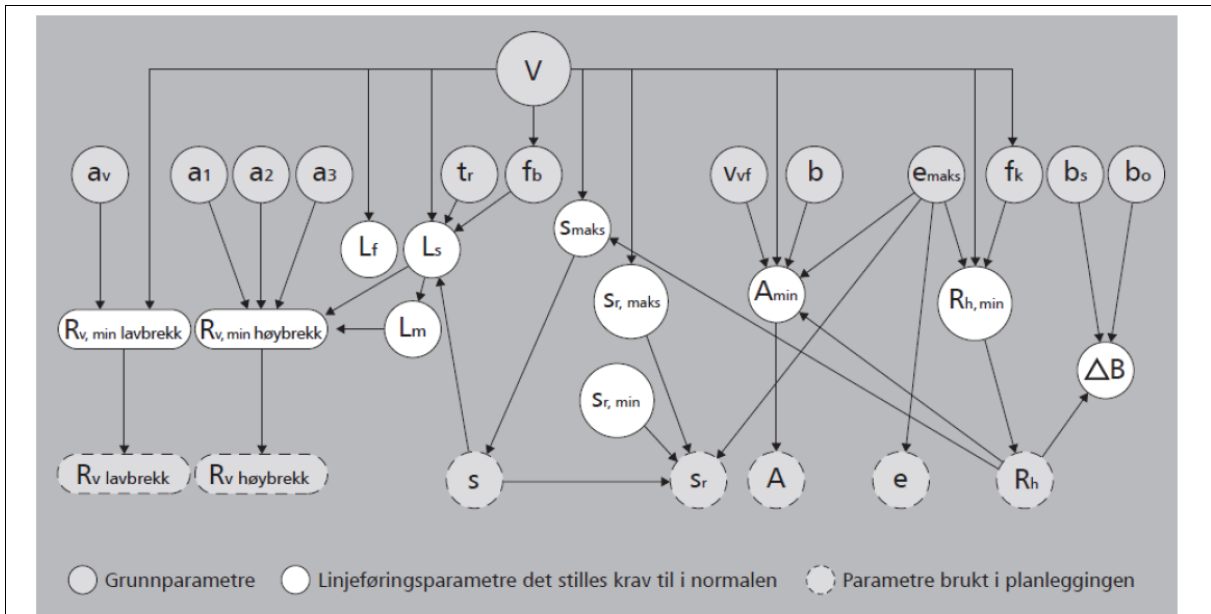 V
av
a1
a2
a3
tr
fb
vvf
b
emaks
fk
bs
bo
Lf
Ls
smaks
sr, maks
Amin
Rh, min
Rv, min lavbrekk
Rv, min høybrekk
Lm
△B
sr, min
Rv lavbrekk
Rv høybrekk
s
sr
A
e
Rh
Grunnparametre
Linjeføringsparametre det stilles krav til i normalen
Parametre brukt i planleggingen